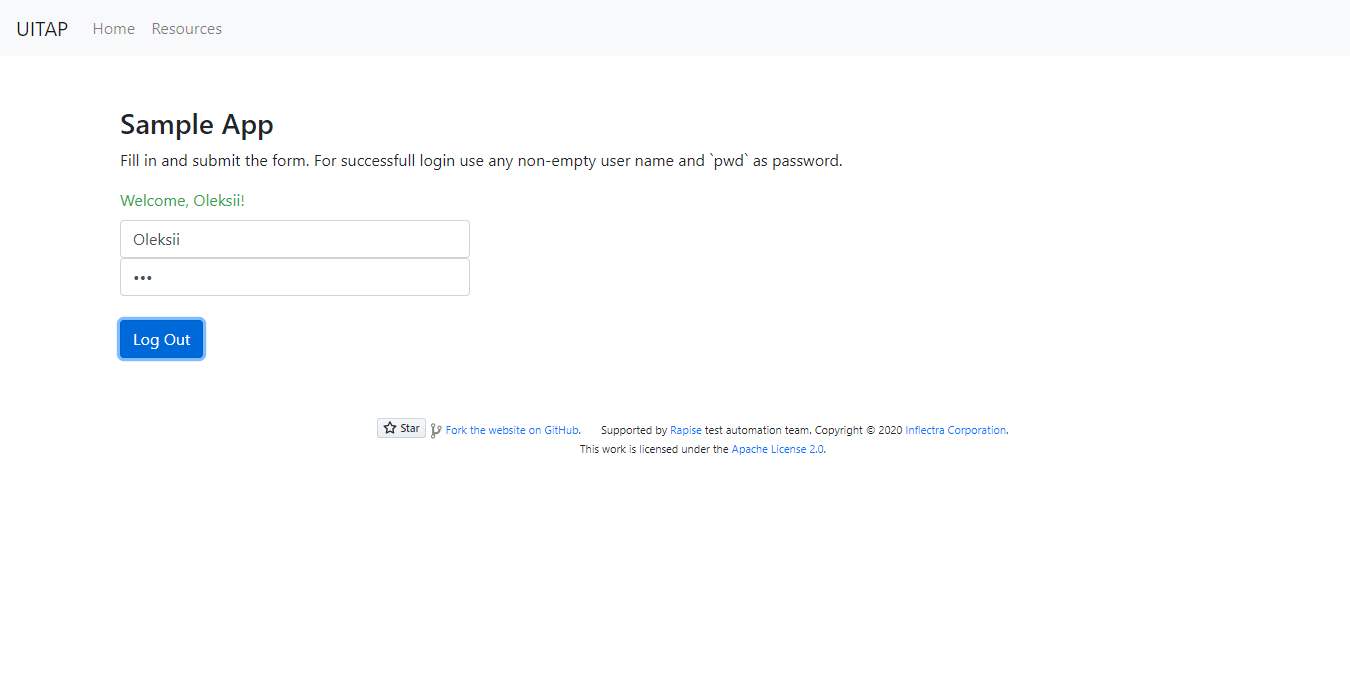 UITAP Home Resources
Sample App
Fill in and submit the form. For successfull login use any non-empty user name and `pwd` as password.
Welcome, Oleksii!
Oleksii
•••
Log Out
Star Fork the website on GitHub. Supported by Rapise test automation team. Copyright © 2020 Inflectra Corporation.
This work is licensed under the Apache License 2.0.